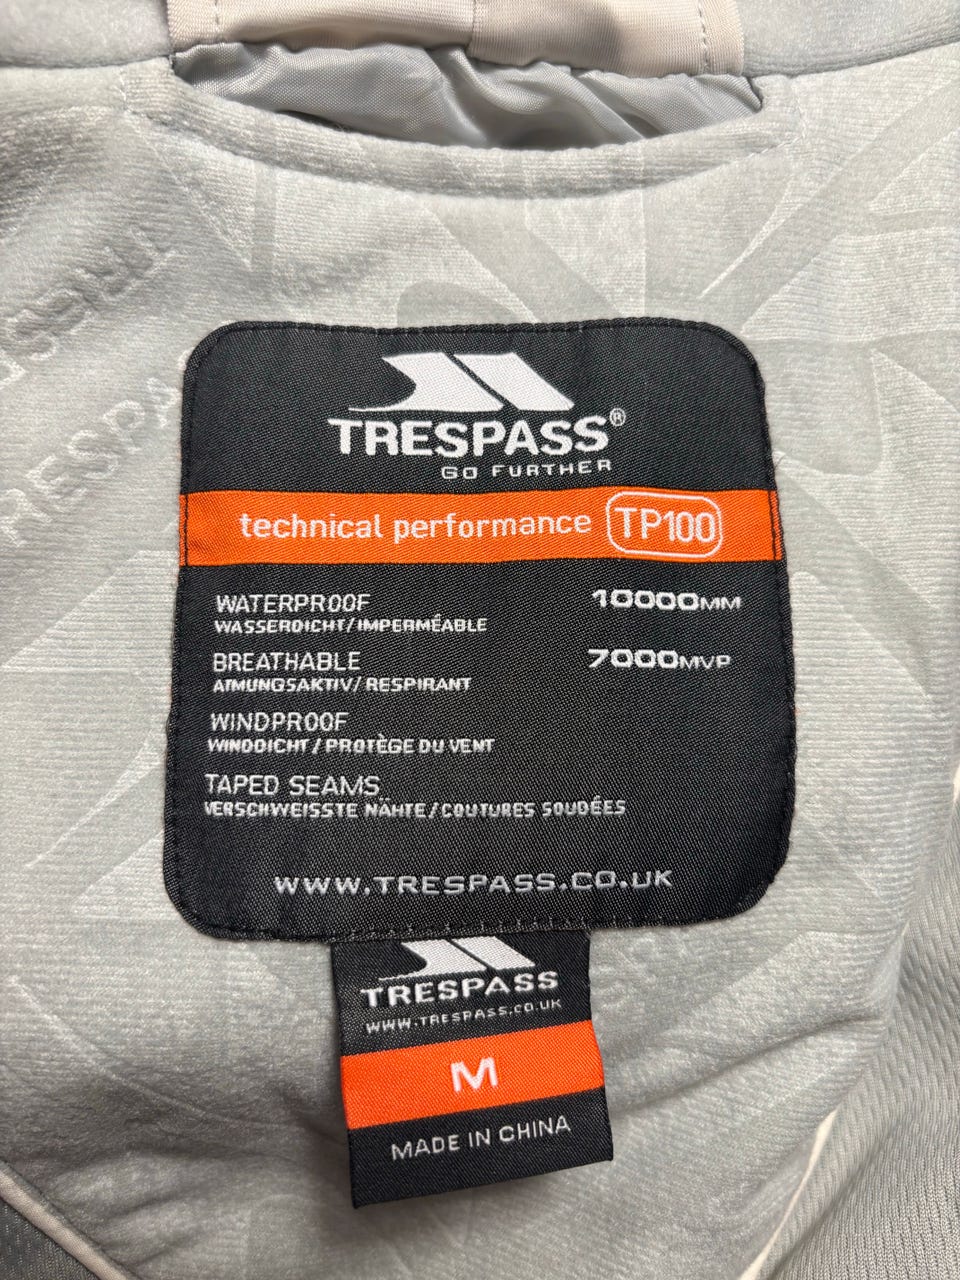 TRESPASS
TRESPASS®
GO FURTHER
technical performance TP100
WATERPROOF 10000MM
WASSERDICHT/IMPERMÉABLE
BREATHABLE 7000MVP
ATMUNGSAKTIV/RESPIRANT
WINDPROOF
WINDDICHT/PROTÈGE DU VENT
TAPED SEAMS
VERSCHWEISSTE NÄHTE/COUTURES SOUDÉES
WWW.TRESPASS.CO.UK
TRESPASS
WWW.TRESPASS.CO.UK
M
MADE IN CHINA